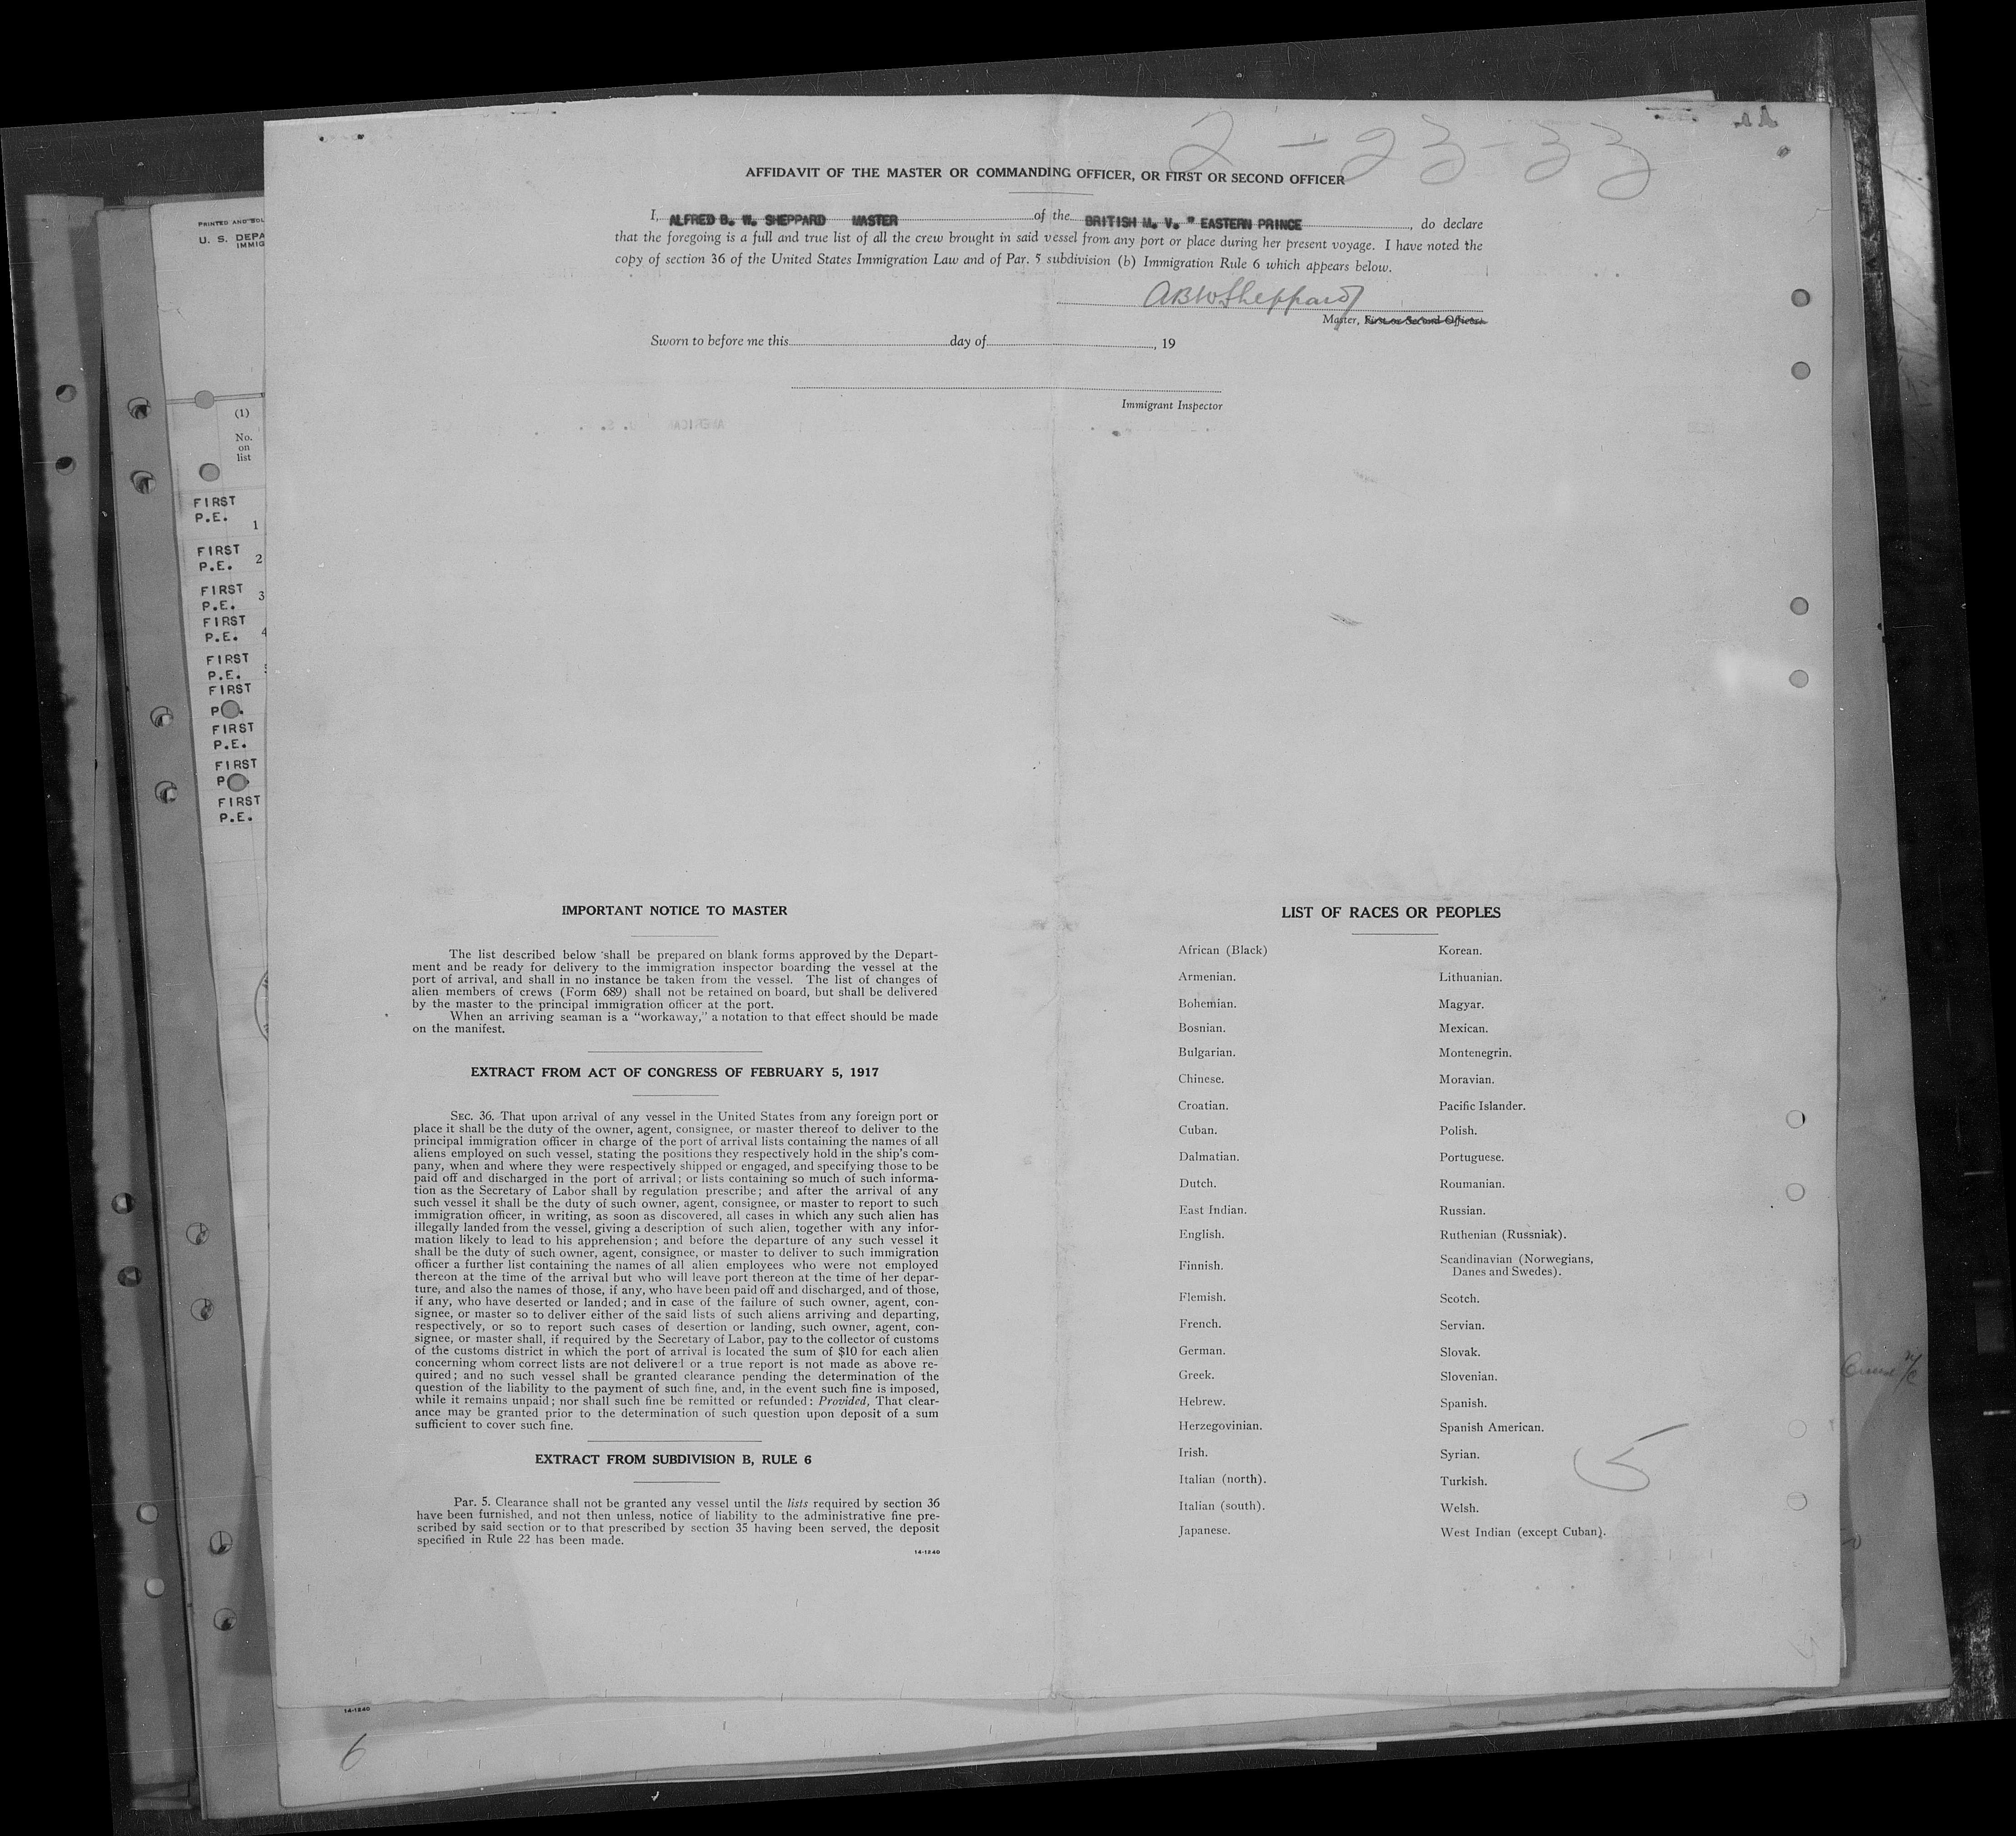 2-23-33
AFFIDAVIT OF THE MASTER OR COMMANDING OFFICER, OR FIRST OR SECOND OFFICER
I, ALFRED B. W. SHEPPARD MASTER of the BRITISH M. V. " EASTERN PRINCE, do declare
that the foregoing is a full and true list of all the crew brought in said vessel from any port or place during her present voyage. I have noted the
copy of section 36 of the United States Immigration Law and of Par. 5 subdivision (b) Immigration Rule 6 which appears below.
ABWSheppard
Master, First or Second Officer.
Sworn to before me this day of , 19
Immigrant Inspector
PRINTED AND SOL
U. S. DEPA
IMMIG
(1)
No.
on
list
FIRST
P.E. 1
FIRST
P.E. 2
FIRST
P.E. 3
FIRST
P.E. 4
FIRST
P.E.
FIRST
P .
FIRST
P.E.
FIRST
P .
FIRST
P.E.
IMPORTANT NOTICE TO MASTER
The list described below shall be prepared on blank forms approved by the Depart-
ment and be ready for delivery to the immigration inspector boarding the vessel at the
port of arrival, and shall in no instance be taken from the vessel. The list of changes of
alien members of crews (Form 689) shall not be retained on board, but shall be delivered
by the master to the principal immigration officer at the port.
When an arriving seaman is a "workaway," a notation to that effect should be made
on the manifest.
EXTRACT FROM ACT OF CONGRESS OF FEBRUARY 5, 1917
SEC. 36. That upon arrival of any vessel in the United States from any foreign port or
place it shall be the duty of the owner, agent, consignee, or master thereof to deliver to the
principal immigration officer in charge of the port of arrival lists containing the names of all
aliens employed on such vessel, stating the positions they respectively hold in the ship's com-
pany, when and where they were respectively shipped or engaged, and specifying those to be
paid off and discharged in the port of arrival; or lists containing so much of such informa-
tion as the Secretary of Labor shall by regulation prescribe; and after the arrival of any
such vessel it shall be the duty of such owner, agent, consignee, or master to report to such
immigration officer, in writing, as soon as discovered, all cases in which any such alien has
illegally landed from the vessel, giving a description of such alien, together with any infor-
mation likely to lead to his apprehension; and before the departure of any such vessel it
shall be the duty of such owner, agent, consignee, or master to deliver to such immigration
officer a further list containing the names of all alien employees who were not employed
thereon at the time of the arrival but who will leave port thereon at the time of her depar-
ture, and also the names of those, if any, who have been paid off and discharged, and of those,
if any, who have deserted or landed; and in case of the failure of such owner, agent, con-
signee, or master so to deliver either of the said lists of such aliens arriving and departing,
respectively, or so to report such cases of desertion or landing, such owner, agent, con-
signee, or master shall, if required by the Secretary of Labor, pay to the collector of customs
of the customs district in which the port of arrival is located the sum of $10 for each alien
concerning whom correct lists are not delivered or a true report is not made as above re-
quired; and no such vessel shall be granted clearance pending the determination of the
question of the liability to the payment of such fine, and, in the event such fine is imposed,
while it remains unpaid; nor shall such fine be remitted or refunded: Provided, That clear-
ance may be granted prior to the determination of such question upon deposit of a sum
sufficient to cover such fine.
EXTRACT FROM SUBDIVISION B, RULE 6
Par. 5. Clearance shall not be granted any vessel until the lists required by section 36
have been furnished, and not then unless, notice of liability to the administrative fine pre-
scribed by said section or to that prescribed by section 35 having been served, the deposit
specified in Rule 22 has been made.
14-1240
LIST OF RACES OR PEOPLES
African (Black)
Armenian.
Bohemian.
Bosnian.
Bulgarian.
Chinese.
Croatian.
Cuban.
Dalmatian.
Dutch.
East Indian.
English.
Finnish.
Flemish.
French.
German.
Greek.
Hebrew.
Herzegovinian.
Irish.
Italian (north).
Italian (south).
Japanese.
Korean.
Lithuanian.
Magyar.
Mexican.
Montenegrin.
Moravian.
Pacific Islander.
Polish.
Portuguese.
Roumanian.
Russian.
Ruthenian (Russniak).
Scandinavian (Norwegians,
Danes and Swedes).
Scotch.
Servian.
Slovak.
Slovenian.
Spanish.
Spanish American.
Syrian.
Turkish.
Welsh.
West Indian (except Cuban).
5
14-1240
6